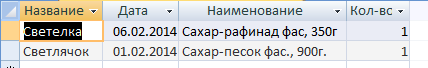 Название Дата Наименование Кол-вс
Светелка 06.02.2014 Сахар-рафинад фас, 350г 1
Светлячок 01.02.2014 Сахар-песок фас., 900г. 1